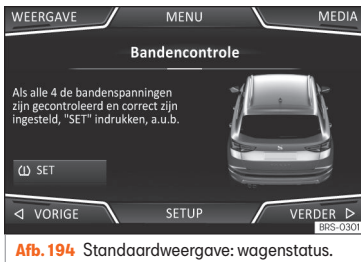 WEERGAVE MENU MEDIA
Bandencontrole
Als alle 4 de bandenspanningen
zijn gecontroleerd en correct zijn
ingesteld, "SET" indrukken, a.u.b.
SET
VORIGE SETUP VERDER
BRS-0301
Afb. 194 Standaardweergave: wagenstatus.